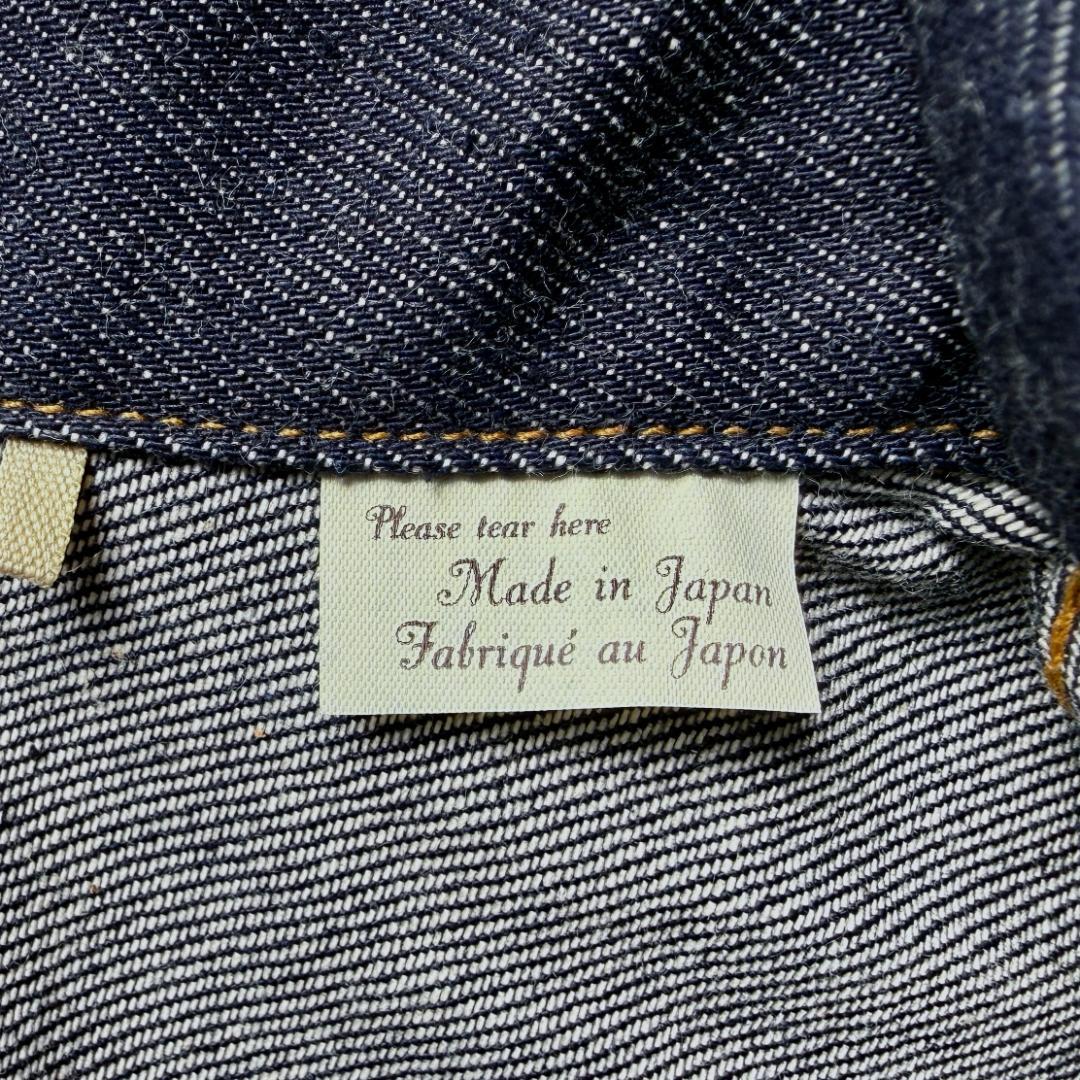 Please tear here
Made in Japan
Fabriqué au Japon